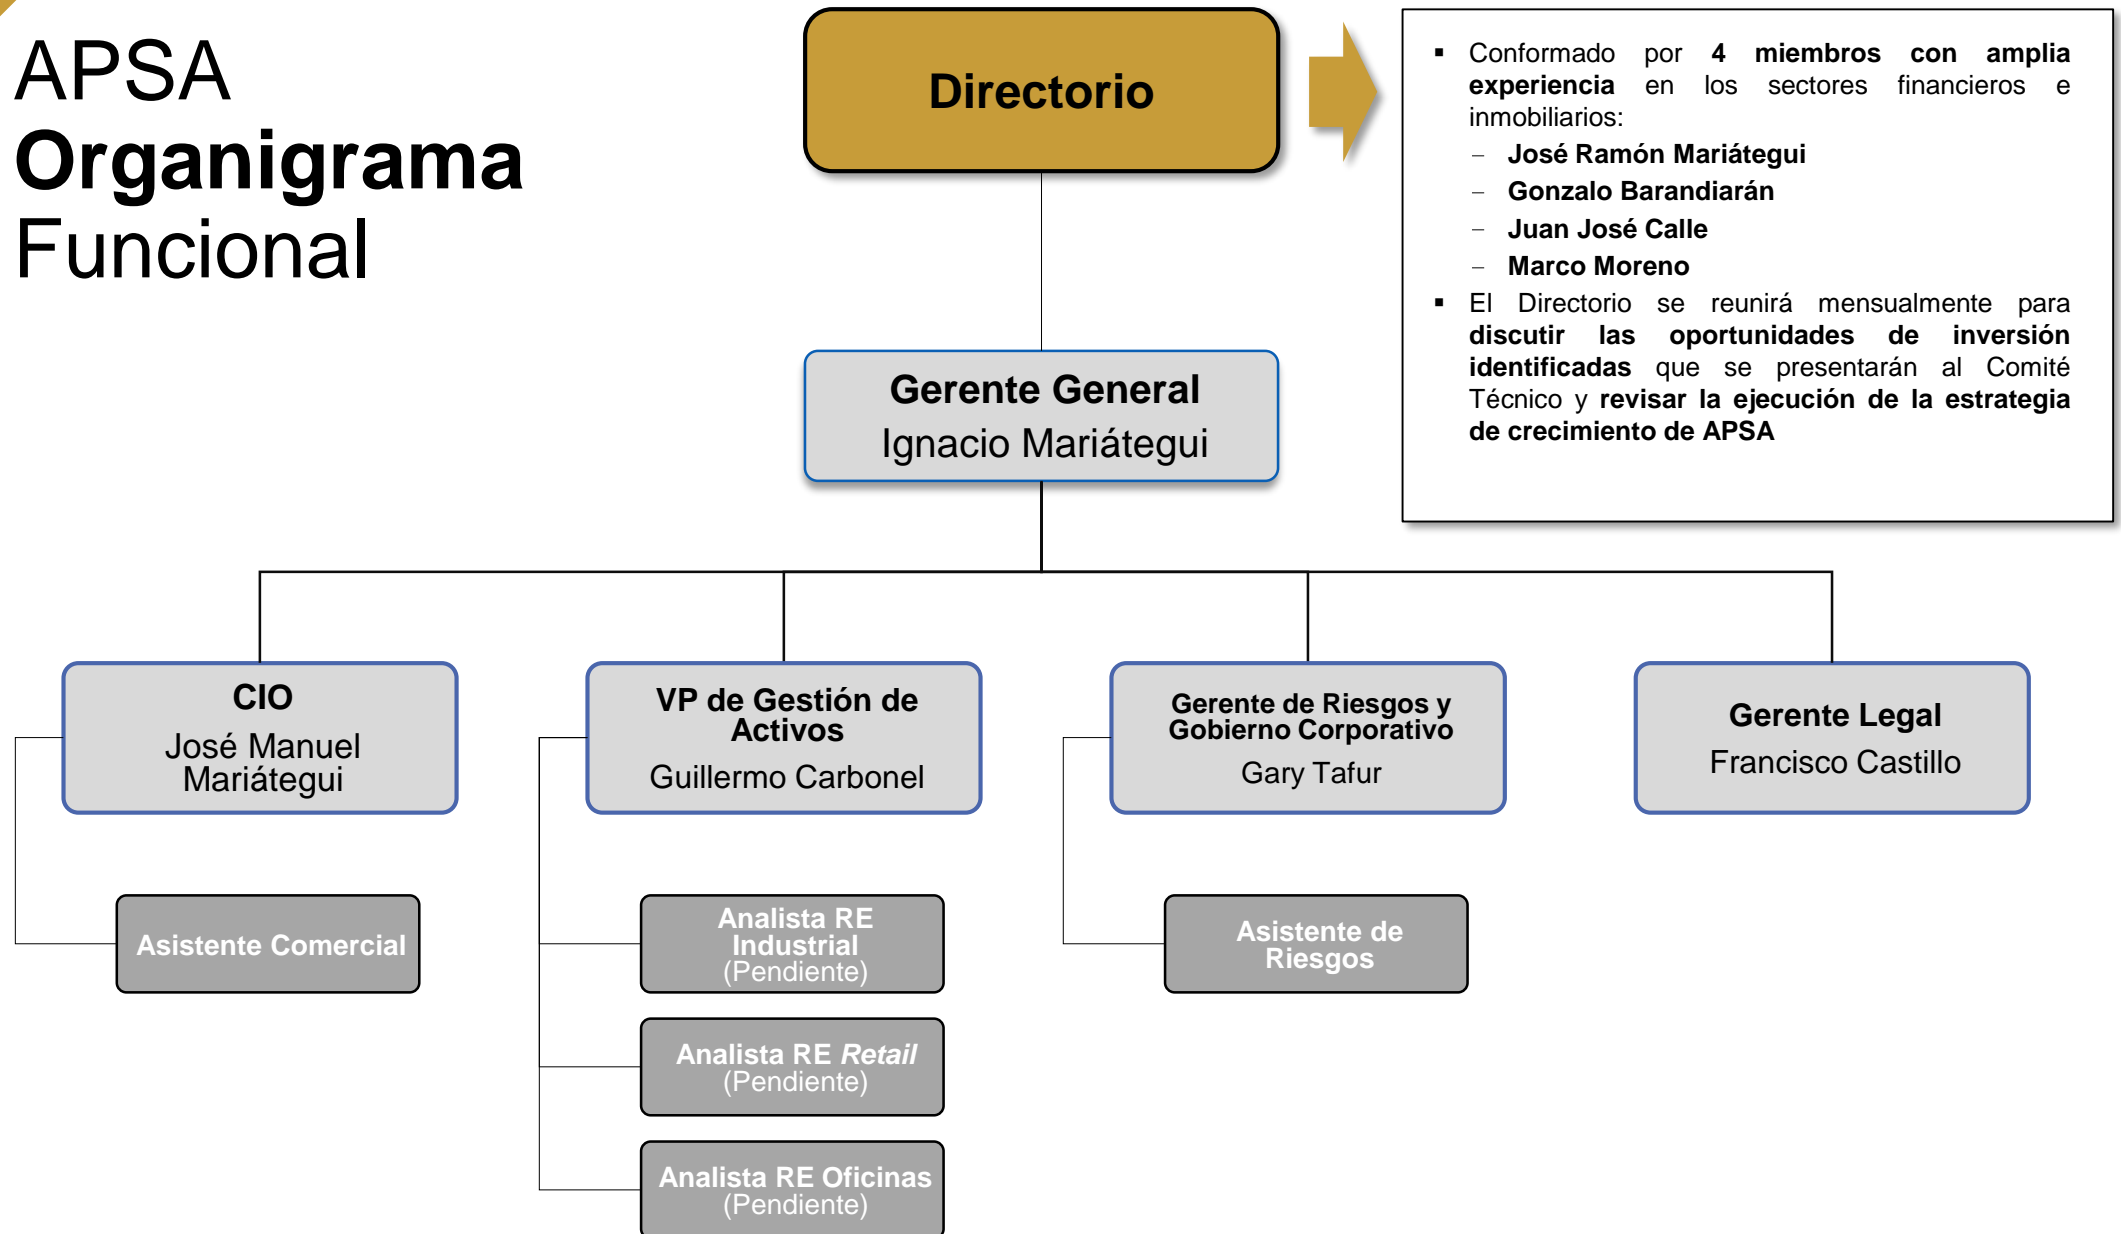 APSA
Organigrama
Funcional
Directorio
▪ Conformado por 4 miembros con amplia
experiencia en los sectores financieros e
inmobiliarios:
− José Ramón Mariátegui
− Gonzalo Barandiarán
− Juan José Calle
− Marco Moreno
▪ El Directorio se reunirá mensualmente para
discutir las oportunidades de inversión
identificadas que se presentarán al Comité
Técnico y revisar la ejecución de la estrategia
de crecimiento de APSA
Gerente General
Ignacio Mariátegui
CIO
José Manuel
Mariátegui
VP de Gestión de
Activos
Guillermo Carbonel
Gerente de Riesgos y
Gobierno Corporativo
Gary Tafur
Gerente Legal
Francisco Castillo
Asistente Comercial
Analista RE
Industrial
(Pendiente)
Analista RE Retail
(Pendiente)
Analista RE Oficinas
(Pendiente)
Asistente de
Riesgos